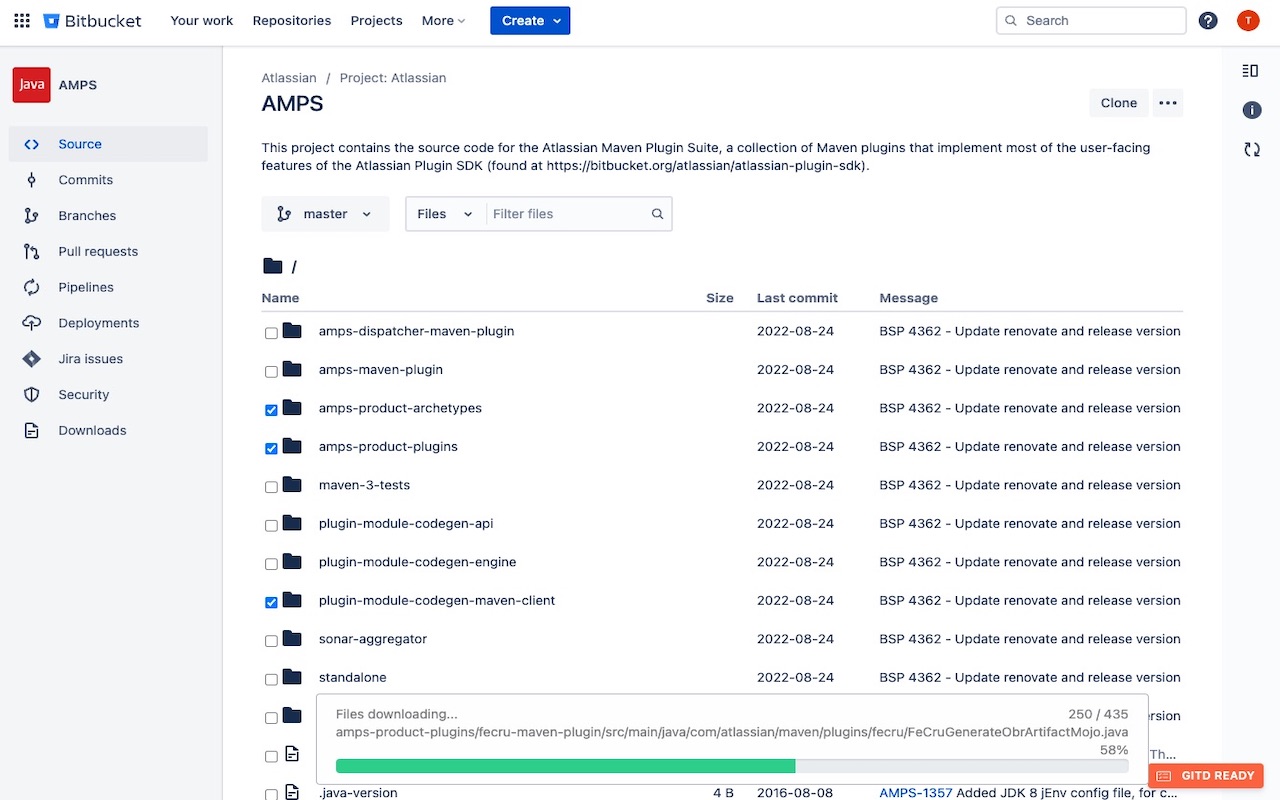 Bitbucket Your work Repositories Projects More Create Search ? T
Java AMPS
Source
Commits
Branches
Pull requests
Pipelines
Deployments
Jira issues
Security
Downloads
Atlassian / Project: Atlassian
AMPS
Clone
This project contains the source code for the Atlassian Maven Plugin Suite, a collection of Maven plugins that implement most of the user-facing
features of the Atlassian Plugin SDK (found at https://bitbucket.org/atlassian/atlassian-plugin-sdk).
master Files Filter files
/
Name Size Last commit Message
amps-dispatcher-maven-plugin 2022-08-24 BSP 4362 - Update renovate and release version
amps-maven-plugin 2022-08-24 BSP 4362 - Update renovate and release version
amps-product-archetypes 2022-08-24 BSP 4362 - Update renovate and release version
amps-product-plugins 2022-08-24 BSP 4362 - Update renovate and release version
maven-3-tests 2022-08-24 BSP 4362 - Update renovate and release version
plugin-module-codegen-api 2022-08-24 BSP 4362 - Update renovate and release version
plugin-module-codegen-engine 2022-08-24 BSP 4362 - Update renovate and release version
plugin-module-codegen-maven-client 2022-08-24 BSP 4362 - Update renovate and release version
sonar-aggregator 2022-08-24 BSP 4362 - Update renovate and release version
standalone 2022-08-24 BSP 4362 - Update renovate and release version
Files downloading... 250 / 435
amps-product-plugins/fecru-maven-plugin/src/main/java/com/atlassian/maven/plugins/fecru/FeCruGenerateObrArtifactMojo.java
58%
Th...
GITD READY
.java-version 4 B 2016-08-08 AMPS-1357 Added JDK 8 jEnv config file, for c...